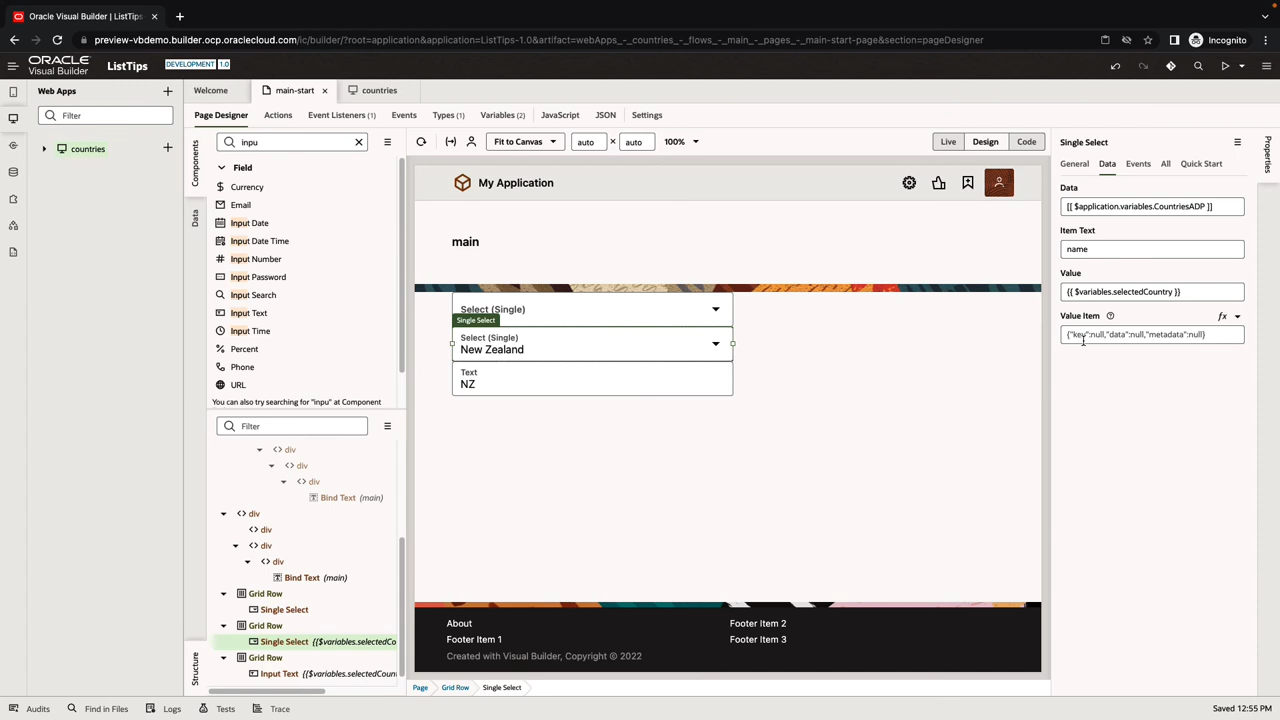 Oracle Visual Builder | ListTips
preview-vbdemo.builder.ocp.oraclecloud.com/ic/builder/?root=application&application=ListTips-1.0&artifact=webApps_-_countries_-_flows_-_main_-_pages_-_main-start-page&section=pageDesigner
Incognito
ORACLE Visual Builder
ListTips
DEVELOPMENT 1.0
Web Apps
Filter
countries
Welcome
main-start
countries
Page Designer
Actions
Event Listeners (1)
Events
Types (1)
Variables (2)
JavaScript
JSON
Settings
Components
Data
inpu
Field
Currency
Email
Input Date
Input Date Time
Input Number
Input Password
Input Search
Input Text
Input Time
Percent
Phone
URL
You can also try searching for "inpu" at Component
Structure
Filter
div
div
div
Bind Text (main)
div
div
div
div
Bind Text (main)
Grid Row
Single Select
Grid Row
Single Select {{$variables.selectedCo
Grid Row
Input Text {{$variables.selectedCoun
Fit to Canvas
auto × auto
100%
Live
Design
Code
My Application
main
Select (Single)
Single Select
Select (Single)
New Zealand
Text
NZ
About
Footer Item 2
Footer Item 1
Footer Item 3
Created with Visual Builder, Copyright © 2022
Page
Grid Row
Single Select
Properties
Single Select
General
Data
Events
All
Quick Start
Data
[[ $application.variables.CountriesADP ]]
Item Text
name
Value
{{ $variables.selectedCountry }}
Value Item
fx
{"key":null,"data":null,"metadata":null}
Audits
Find in Files
Logs
Tests
Trace
Saved 12:55 PM